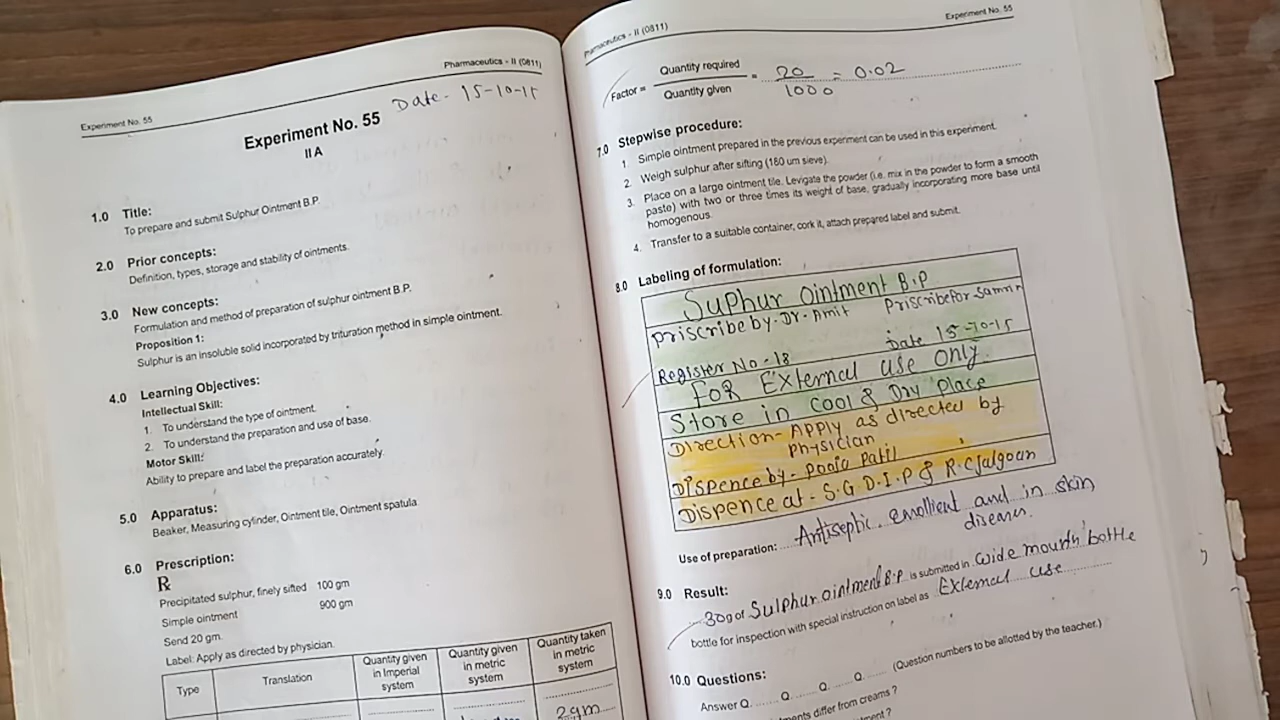 Experiment No. 55
Pharmaceutics - II (0811)
Date- 15-10-15
Experiment No. 55
II A
1.0 Title:
To prepare and submit Sulphur Ointment B.P.
2.0 Prior concepts:
Definition, types, storage and stability of ointments.
3.0 New concepts:
Formulation and method of preparation of sulphur ointment B.P.
Proposition 1:
Sulphur is an insoluble solid incorporated by trituration method in simple ointment.
4.0 Learning Objectives:
Intellectual Skill:
1. To understand the type of ointment.
2. To understand the preparation and use of base.
Motor Skill:
Ability to prepare and label the preparation accurately.
5.0 Apparatus:
Beaker, Measuring cylinder, Ointment tile, Ointment spatula
6.0 Prescription:
℞
Precipitated sulphur, finely sifted 100 gm
Simple ointment 900 gm
Send 20 gm.
Label: Apply as directed by physician.
Type Translation Quantity given in Imperial system Quantity given in metric system Quantity taken in metric system
2gm
Pharmaceutics - II (0811)
Experiment No. 55
Factor = Quantity required / Quantity given = 20 / 1000 = 0.02
7.0 Stepwise procedure:
1. Simple ointment prepared in the previous experiment can be used in this experiment.
2. Weigh sulphur after sifting (180 um sieve).
3. Place on a large ointment tile. Levigate the powder (i.e. mix in the powder to form a smooth
paste) with two or three times its weight of base, gradually incorporating more base until
homogenous.
4. Transfer to a suitable container, cork it, attach prepared label and submit.
8.0 Labeling of formulation:
Suphur ointment B.P
Priscribe by- Dr- Amit Priscribe for
Register No - 18 Date 15-10-15
For External use only.
Store in cool & Dry place
Direction- APPLY as directed by
physician
Dispence by- Pooja Patil
Dispence at - S.G.D.I.P & R.C Jalgoan
Use of preparation: Antiseptic, emollient and in skin
diseases.
9.0 Result:
30g of Sulphur ointment B.P is submitted in wide mouth bottle
bottle for inspection with special instruction on label as External use
10.0 Questions:
Answer Q. Q. Q. Q. (Question numbers to be allotted by the teacher.)
differ from creams ?